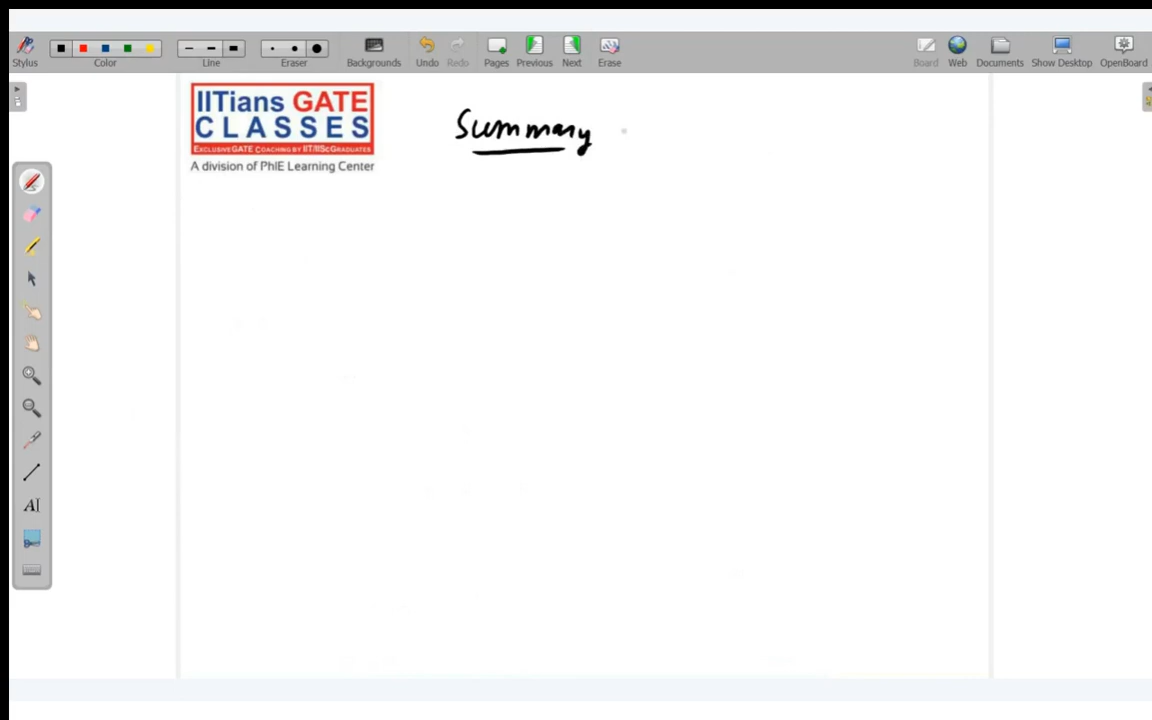 Stylus Color Line Eraser Backgrounds Undo Redo Pages Previous Next Erase Board Web Documents Show Desktop OpenBoard
IITians GATE
CLASSES
EXCLUSIVE GATE COACHING BY IIT/IISc GRADUATES
A division of PhIE Learning Center
Summary
AI